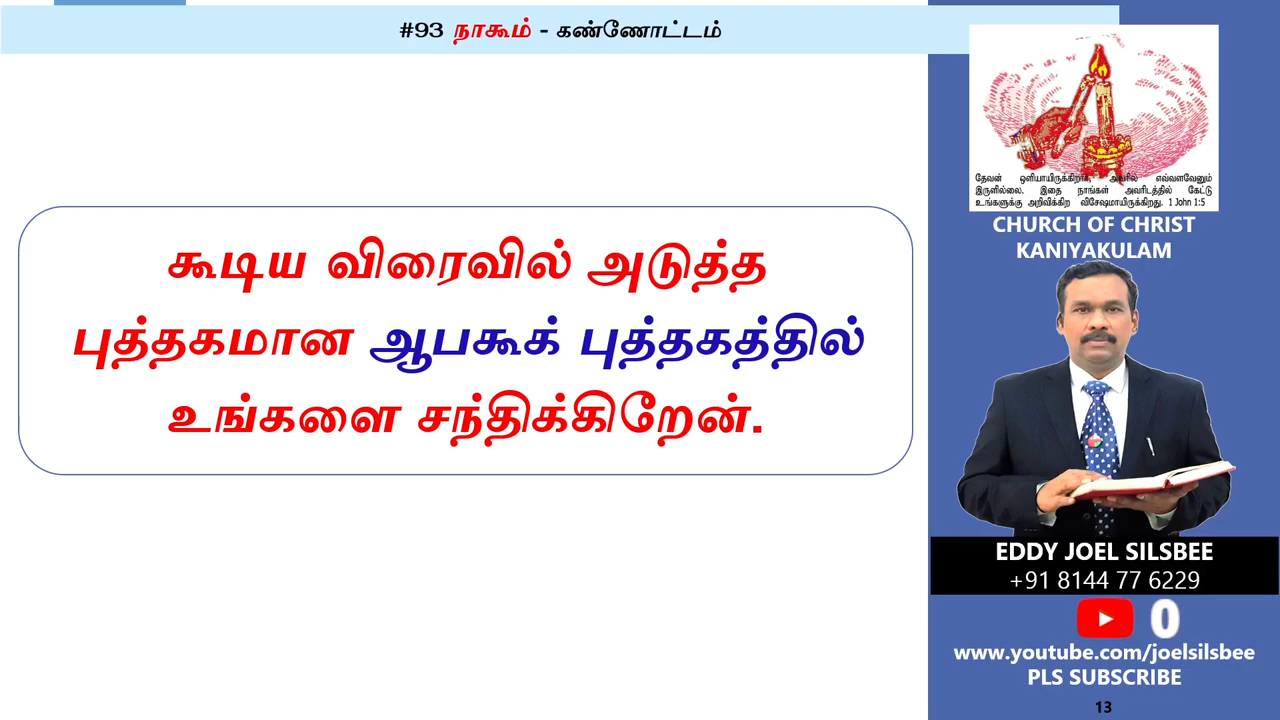 #93 நாகூம் - கண்ணோட்டம்
கூடிய விரைவில் அடுத்த
புத்தகமான ஆபகூக் புத்தகத்தில்
உங்களை சந்திக்கிறேன்.
தேவன் ஒளியாயிருக்கிறார், அவரில் எவ்வளவேனும்
இருளில்லை. இதை நாங்கள் அவரிடத்தில் கேட்டு
உங்களுக்கு அறிவிக்கிற விசேஷமாயிருக்கிறது. 1 John 1:5
CHURCH OF CHRIST
KANIYAKULAM
EDDY JOEL SILSBEE
+91 8144 77 6229
0
www.youtube.com/joelsilsbee
PLS SUBSCRIBE
13